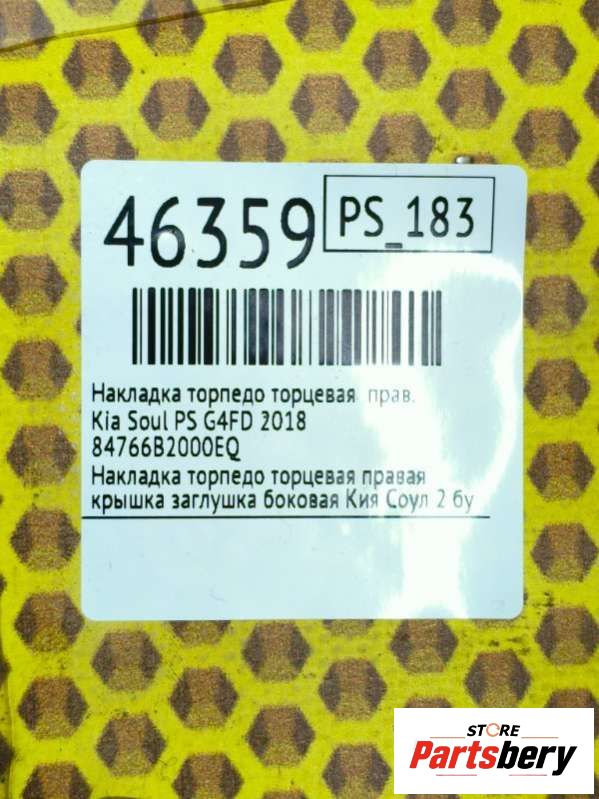 46359
PS_183
Накладка торпедо торцевая прав.
Kia Soul PS G4FD 2018
84766B2000EQ
Накладка торпедо торцевая правая
крышка заглушка боковая Кия Соул 2 бу
STORE
Partsbery